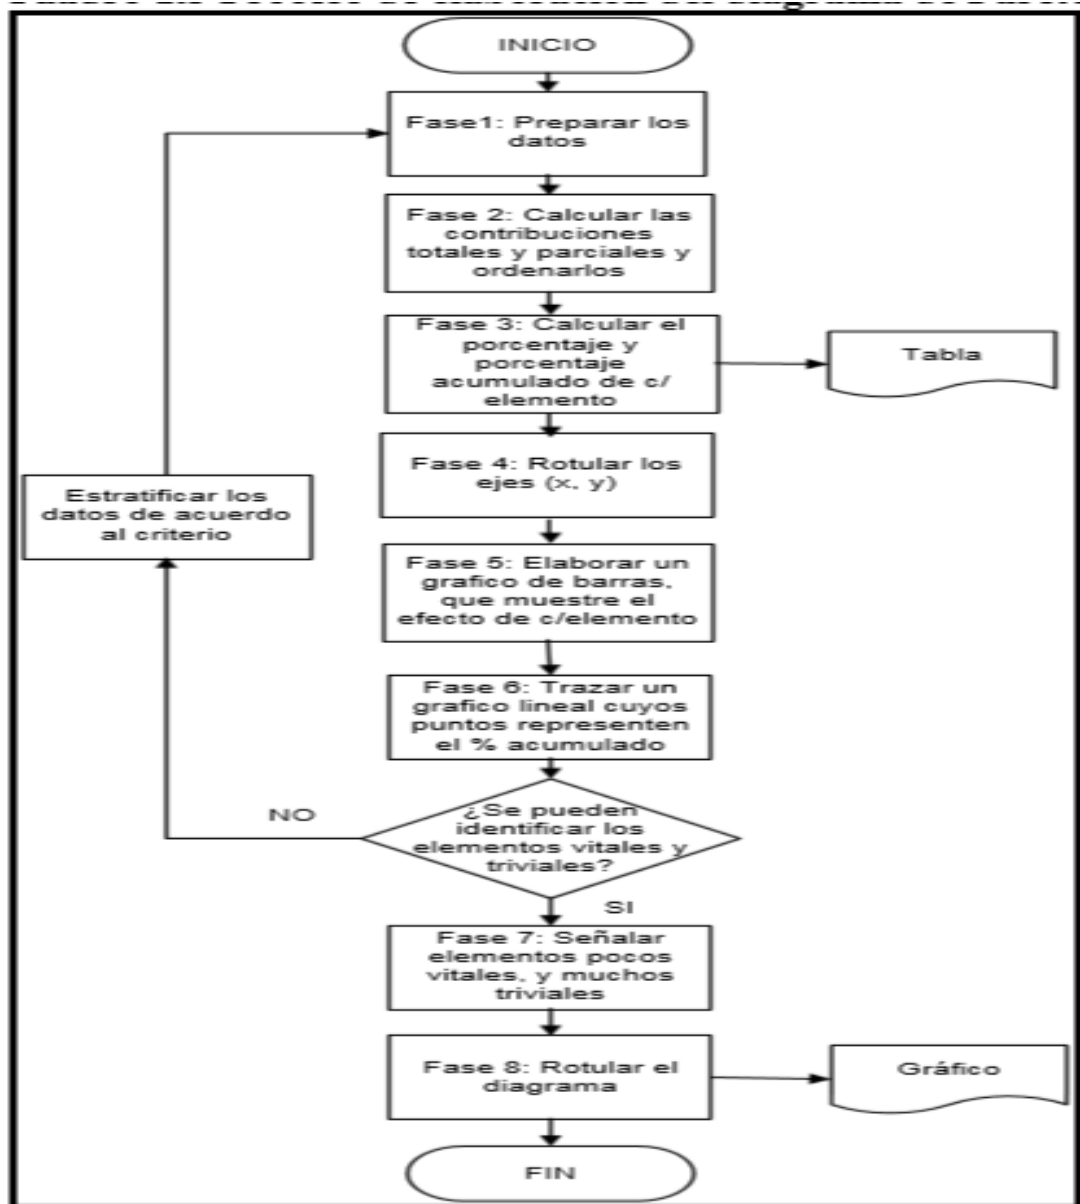 INICIO
Fase1: Preparar los
datos
Fase 2: Calcular las
contribuciones
totales y parciales y
ordenarlos
Fase 3: Calcular el
porcentaje y
porcentaje
acumulado de c/
elemento
Tabla
Fase 4: Rotular los
ejes (x, y)
Estratificar los
datos de acuerdo
al criterio
Fase 5: Elaborar un
grafico de barras,
que muestre el
efecto de c/elemento
Fase 6: Trazar un
grafico lineal cuyos
puntos representen
el % acumulado
NO
¿Se pueden
identificar los
elementos vitales y
triviales?
SI
Fase 7: Señalar
elementos pocos
vitales, y muchos
triviales
Fase 8: Rotular el
diagrama
Gráfico
FIN